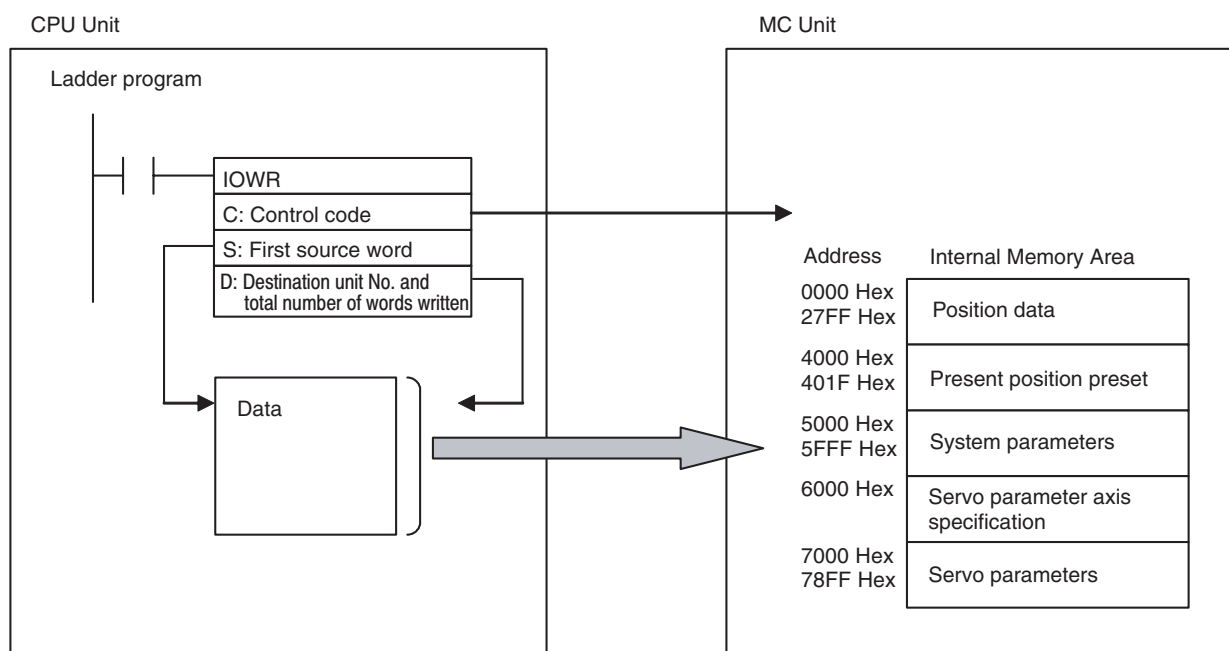 CPU Unit
MC Unit
Ladder program
IOWR
C: Control code
S: First source word
D: Destination unit No. and
total number of words written
Data
Address
Internal Memory Area
0000 Hex
27FF Hex
Position data
4000 Hex
401F Hex
Present position preset
5000 Hex
5FFF Hex
System parameters
6000 Hex
Servo parameter axis
specification
7000 Hex
78FF Hex
Servo parameters